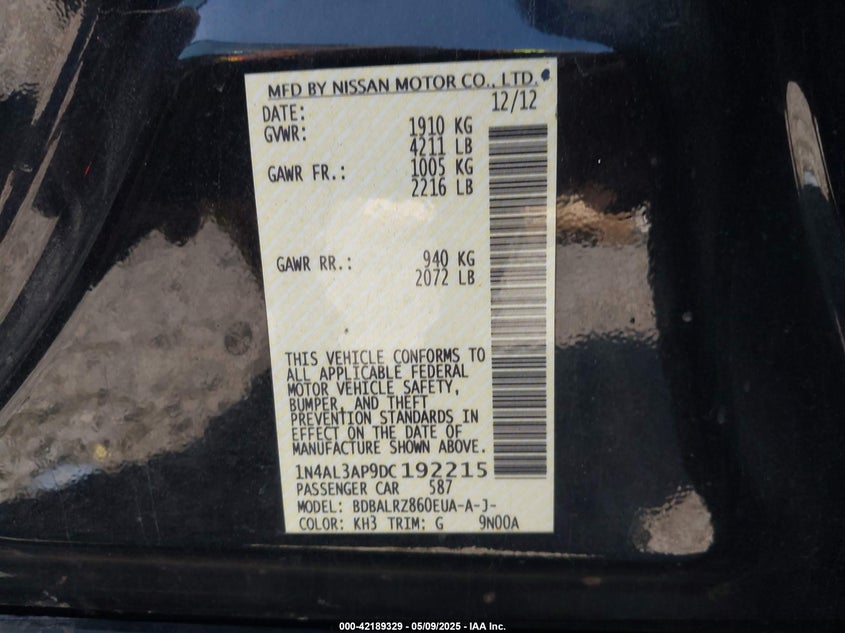 MFD BY NISSAN MOTOR CO., LTD.
DATE: 12/12
GVWR: 1910 KG
4211 LB
GAWR FR.: 1005 KG
2216 LB
GAWR RR.: 940 KG
2072 LB
THIS VEHICLE CONFORMS TO
ALL APPLICABLE FEDERAL
MOTOR VEHICLE SAFETY,
BUMPER, AND THEFT
PREVENTION STANDARDS IN
EFFECT ON THE DATE OF
MANUFACTURE SHOWN ABOVE.
1N4AL3AP9DC192215
PASSENGER CAR 587
MODEL: BDBALRZ860EUA-A-J-
COLOR: KH3 TRIM: G 9N00A
000-42189329 - 05/09/2025 - IAA Inc.